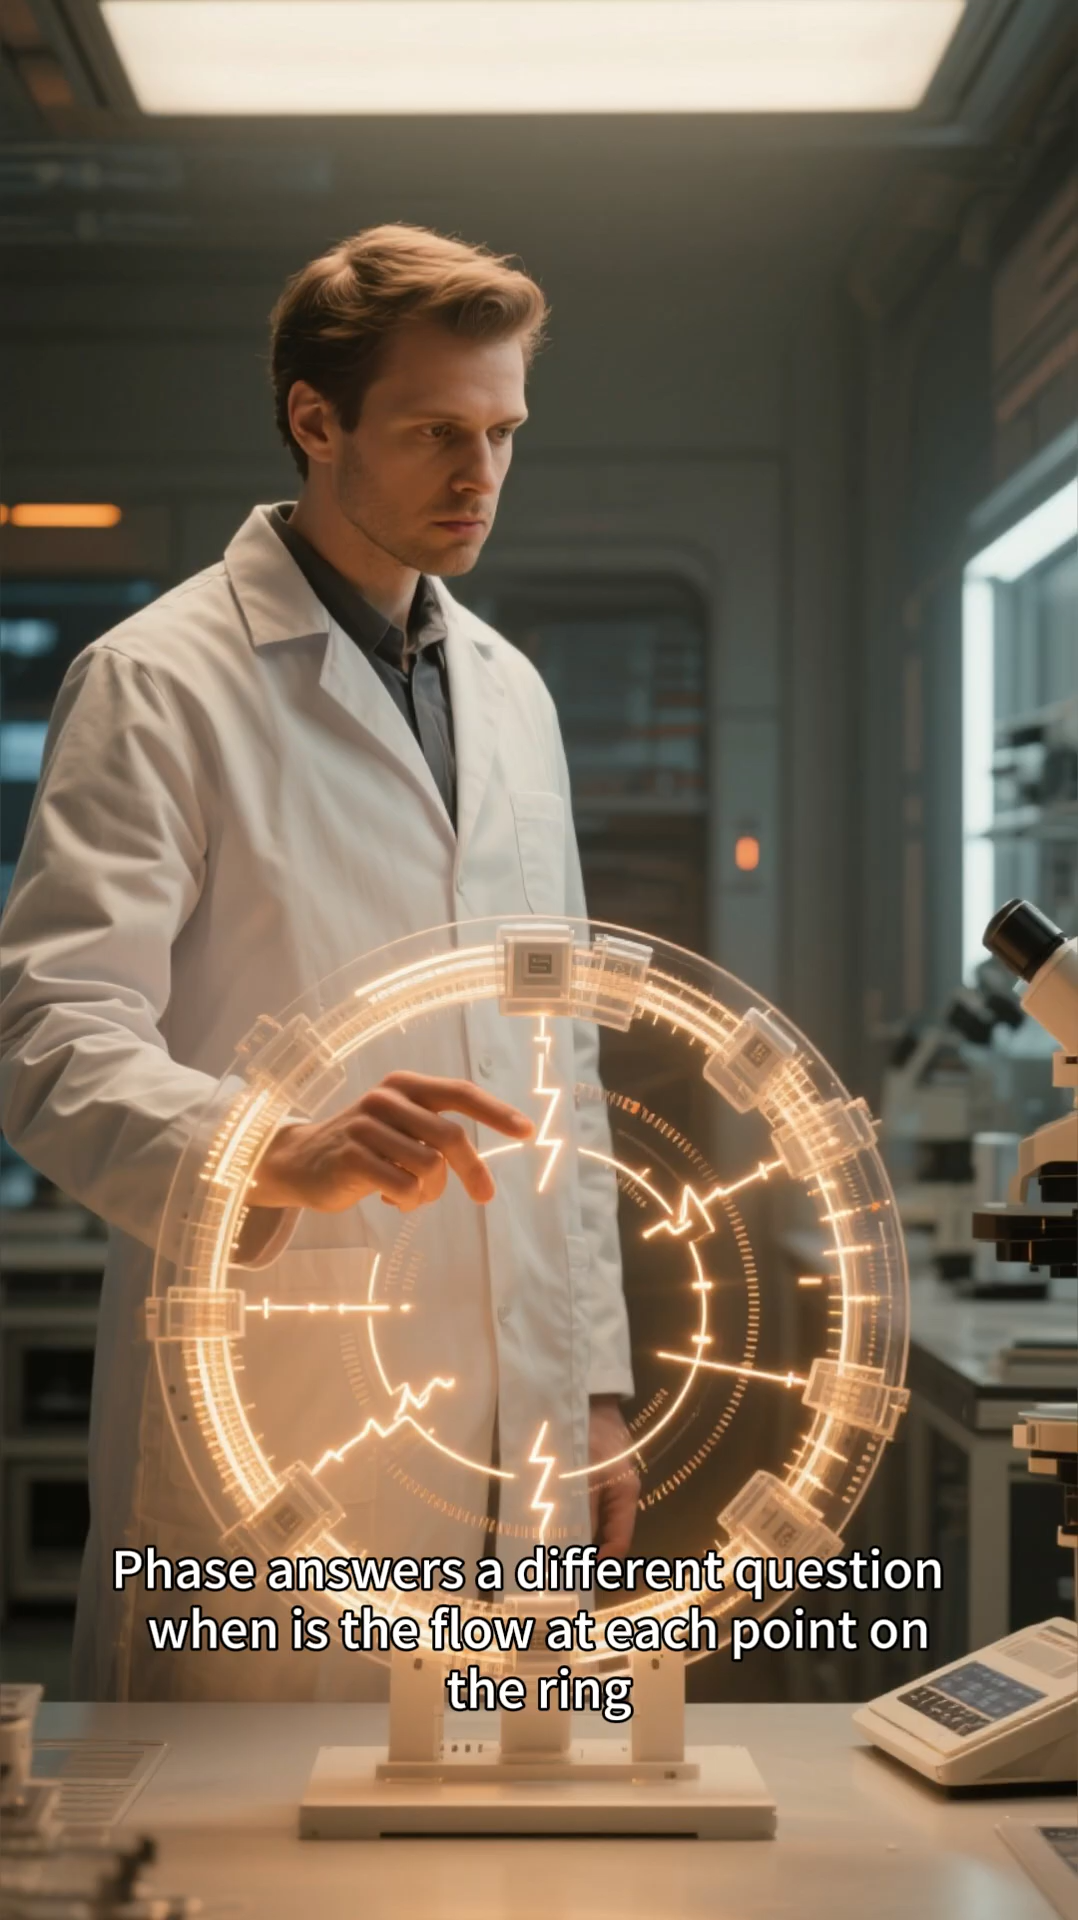 Phase answers a different question
when is the flow at each point on
the ring